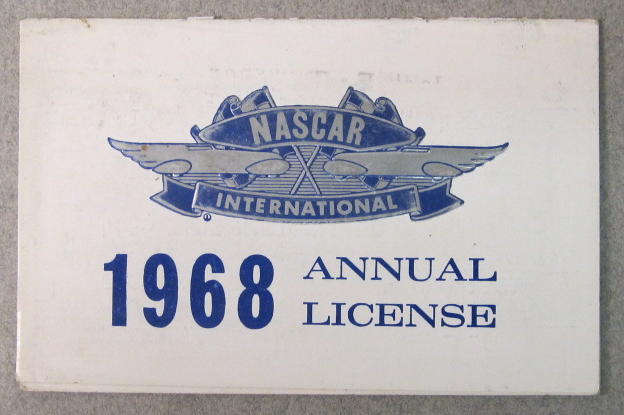 NASCAR
INTERNATIONAL
1968 ANNUAL
LICENSE